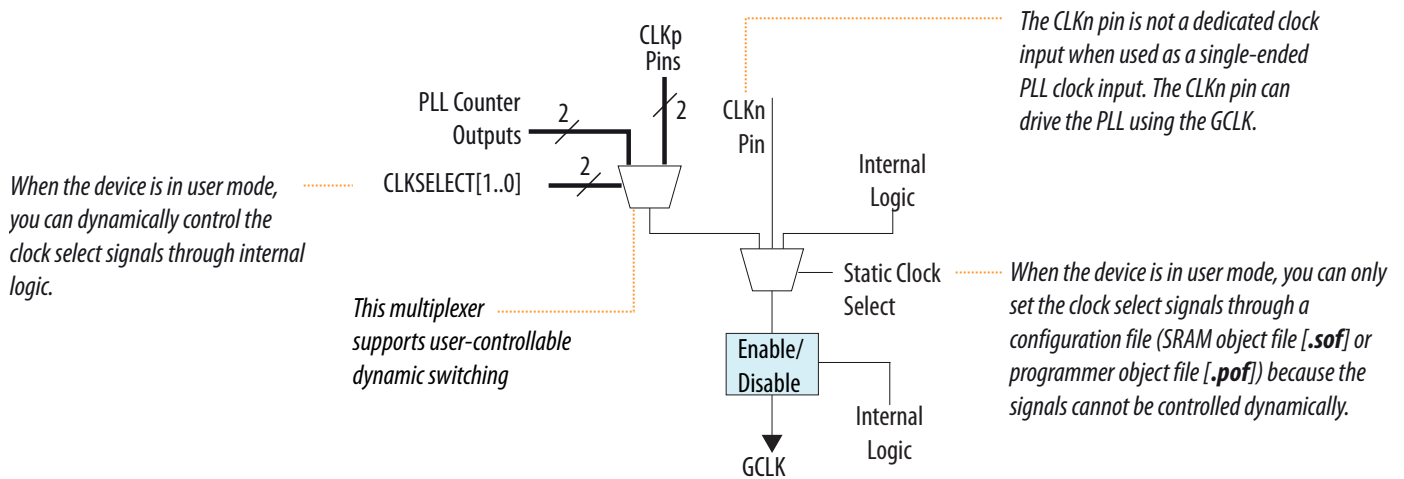 CLKp
Pins
2
PLL Counter
Outputs
2
CLKSELECT[1..0]
2
CLKn
Pin
Internal
Logic
The CLKn pin is not a dedicated clock
input when used as a single-ended
PLL clock input. The CLKn pin can
drive the PLL using the GCLK.
When the device is in user mode,
you can dynamically control the
clock select signals through internal
logic.
This multiplexer
supports user-controllable
dynamic switching
Static Clock
Select
When the device is in user mode, you can only
set the clock select signals through a
configuration file (SRAM object file [.sof] or
programmer object file [.pof]) because the
signals cannot be controlled dynamically.
Enable/
Disable
Internal
Logic
GCLK